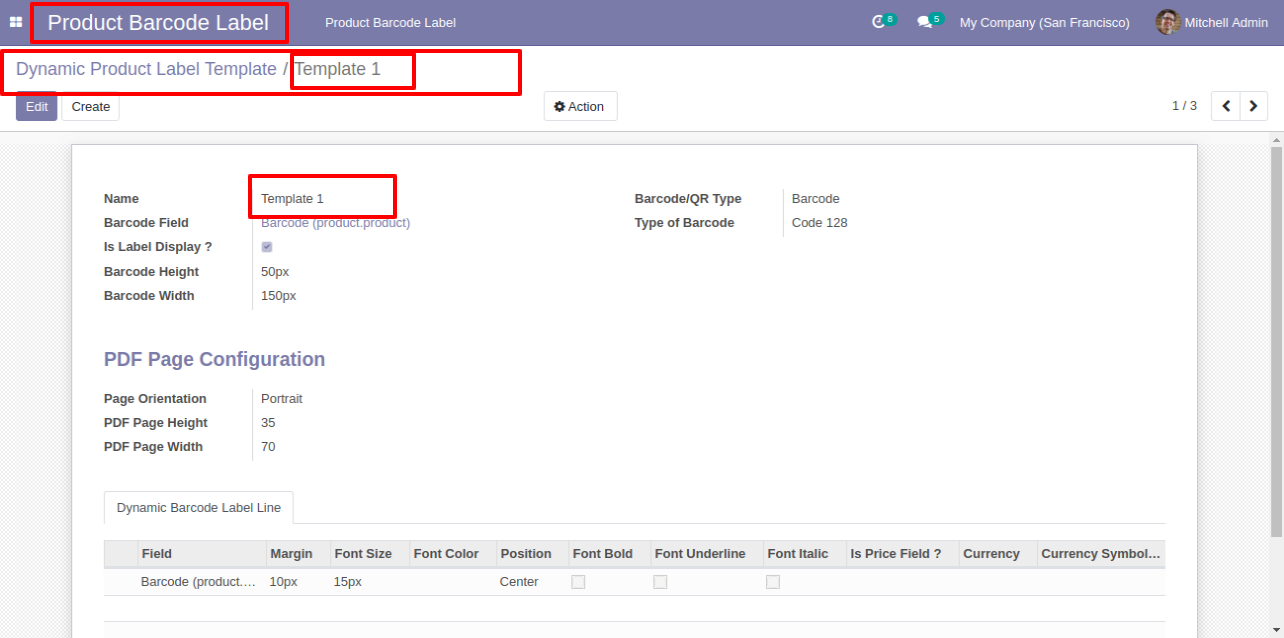 Product Barcode Label Product Barcode Label 8 5 My Company (San Francisco) Mitchell Admin
Dynamic Product Label Template / Template 1
Edit Create Action 1 / 3
Name Template 1 Barcode/QR Type Barcode
Barcode Field Barcode (product.product) Type of Barcode Code 128
Is Label Display ?
Barcode Height 50px
Barcode Width 150px
PDF Page Configuration
Page Orientation Portrait
PDF Page Height 35
PDF Page Width 70
Dynamic Barcode Label Line
Field Margin Font Size Font Color Position Font Bold Font Underline Font Italic Is Price Field ? Currency Currency Symbol…
Barcode (product.… 10px 15px Center